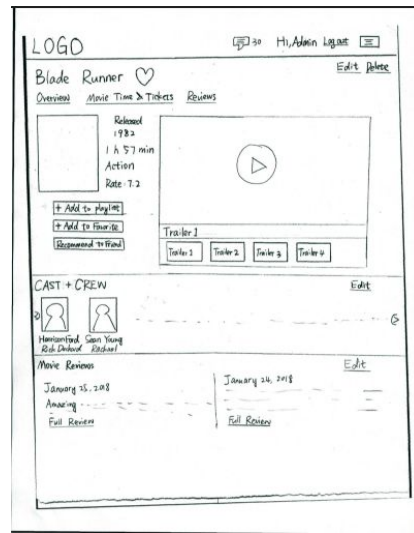 LOGO
30 Hi, Admin Logout
Blade Runner
Edit Delete
Overview Movie Time & Tickets Reviews
Released
1982
1 h 57 min
Action
Rate: 7.2
+ Add to playlist
+ Add to Favorite
Recommend to Friend
Trailer 1
Trailer 1 Trailer 2 Trailer 3 Trailer 4
CAST + CREW Edit
Harrison Ford Sean Young
Rick Rachael
Movie Reviews Edit
January 25, 2018 January 24, 2018
Amazing
Full Review Full Review